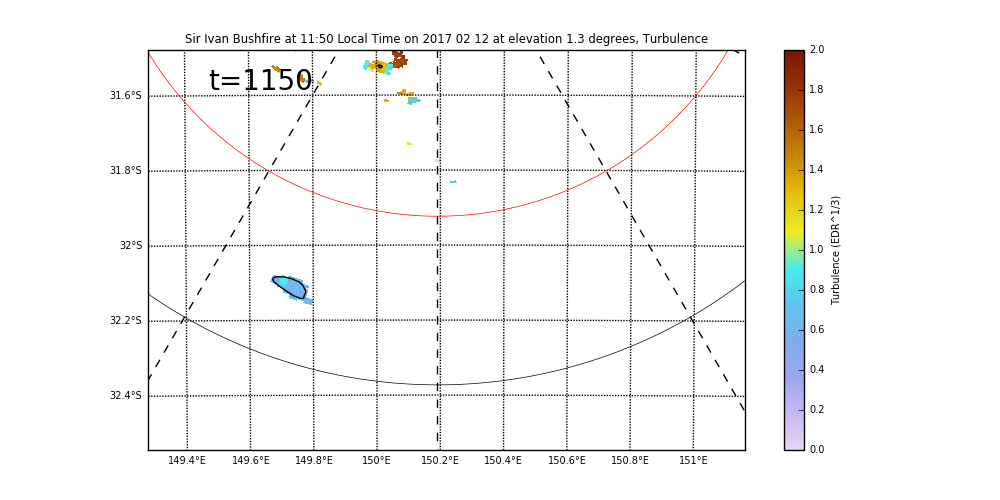 Sir Ivan Bushfire at 11:50 Local Time on 2017 02 12 at elevation 1.3 degrees, Turbulence
t=1150
31.6°S
31.8°S
32°S
32.2°S
32.4°S
149.4°E 149.6°E 149.8°E 150°E 150.2°E 150.4°E 150.6°E 150.8°E 151°E
2.0
1.8
1.6
1.4
1.2
1.0
0.8
0.6
0.4
0.2
0.0
Turbulence (EDR^1/3)